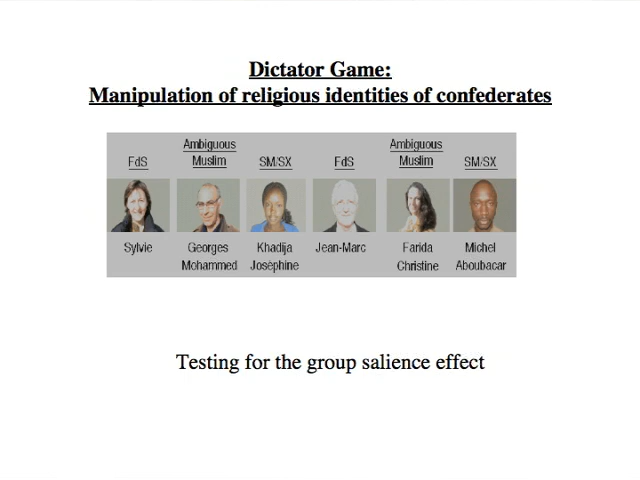 Dictator Game:
Manipulation of religious identities of confederates
Ambiguous Ambiguous
FdS Muslim SM/SX FdS Muslim SM/SX
Sylvie Georges Khadija Jean-Marc Farida Michel
Mohammed Josèphine Christine Aboubacar
Testing for the group salience effect